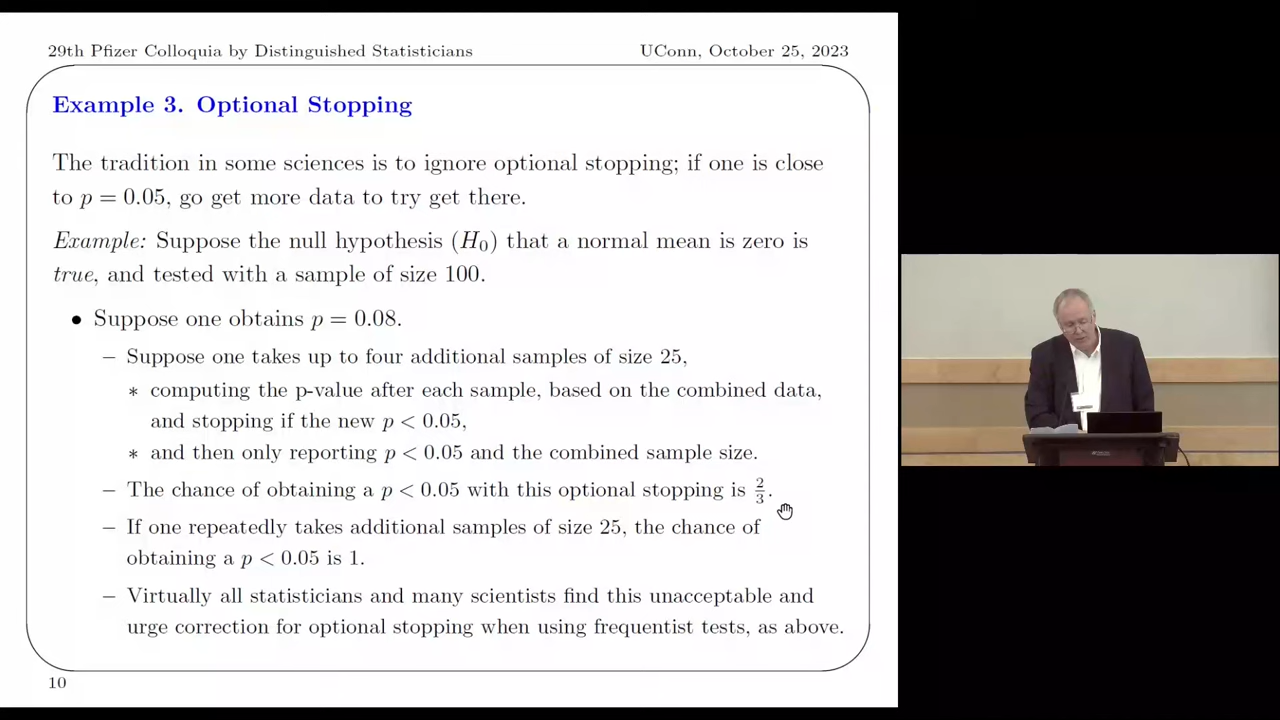 29th Pfizer Colloquia by Distinguished Statisticians UConn, October 25, 2023
Example 3. Optional Stopping
The tradition in some sciences is to ignore optional stopping; if one is close
to p = 0.05, go get more data to try get there.
Example: Suppose the null hypothesis (H₀) that a normal mean is zero is
true, and tested with a sample of size 100.
• Suppose one obtains p = 0.08.
– Suppose one takes up to four additional samples of size 25,
* computing the p-value after each sample, based on the combined data,
and stopping if the new p < 0.05,
* and then only reporting p < 0.05 and the combined sample size.
– The chance of obtaining a p < 0.05 with this optional stopping is 2/3.
– If one repeatedly takes additional samples of size 25, the chance of
obtaining a p < 0.05 is 1.
– Virtually all statisticians and many scientists find this unacceptable and
urge correction for optional stopping when using frequentist tests, as above.
10